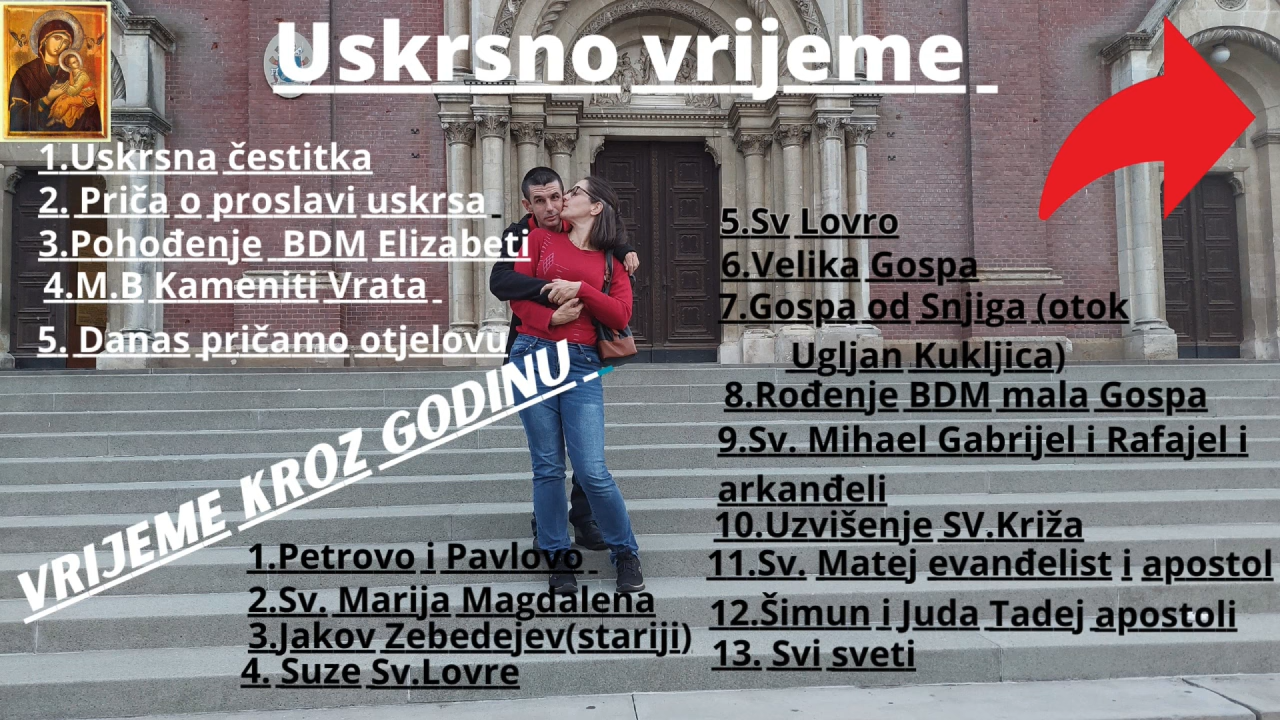 Uskrsno vrijeme
1.Uskrsna čestitka
2. Priča o proslavi uskrsa
3.Pohođenje BDM Elizabeti
4.M.B Kameniti Vrata
5. Danas pričamo otjelovu
VRIJEME KROZ GODINU
1.Petrovo i Pavlovo
2.Sv. Marija Magdalena
3.Jakov Zebedejev(stariji)
4. Suze Sv.Lovre
5.Sv Lovro
6.Velika Gospa
7.Gospa od Snjiga (otok
Ugljan Kukljica)
8.Rođenje BDM mala Gospa
9.Sv. Mihael Gabrijel i Rafajel i
arkanđeli
10.Uzvišenje SV.Križa
11.Sv. Matej evanđelist i apostol
12.Šimun i Juda Tadej apostoli
13. Svi sveti